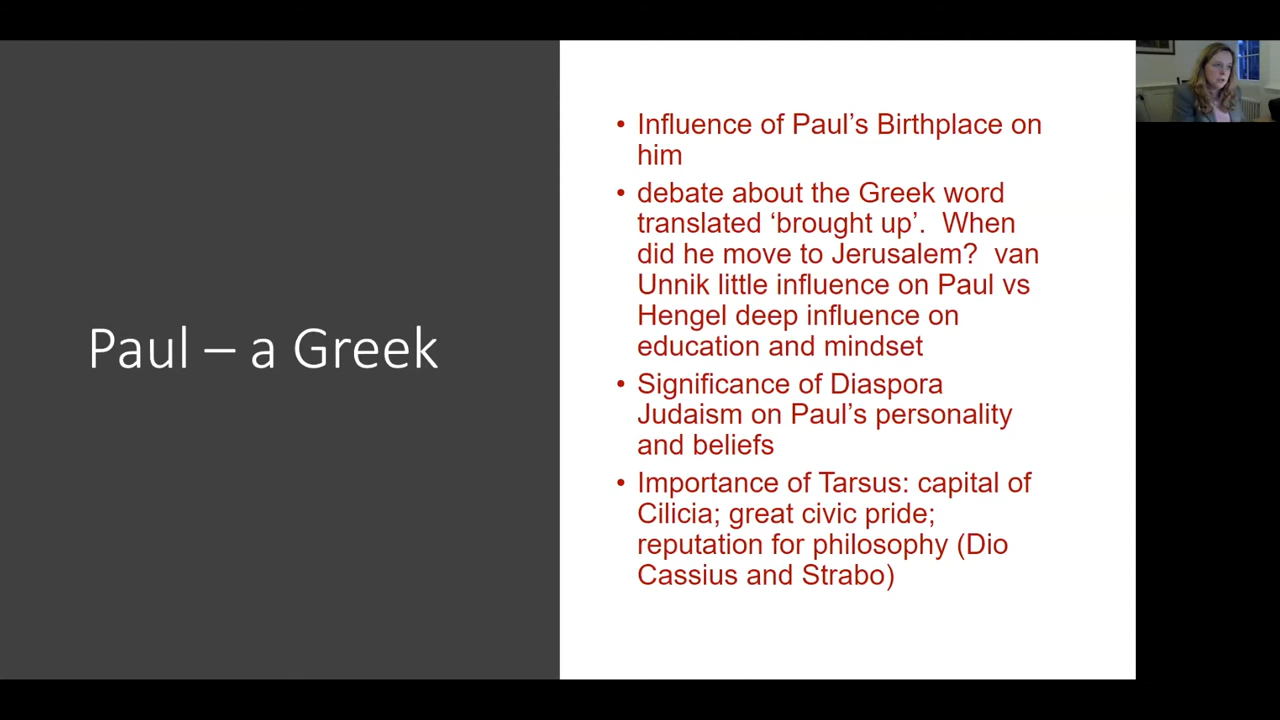 Paul – a Greek
• Influence of Paul’s Birthplace on
him
• debate about the Greek word
translated ‘brought up’.  When
did he move to Jerusalem?  van
Unnik little influence on Paul vs
Hengel deep influence on
education and mindset
• Significance of Diaspora
Judaism on Paul’s personality
and beliefs
• Importance of Tarsus: capital of
Cilicia; great civic pride;
reputation for philosophy (Dio
Cassius and Strabo)